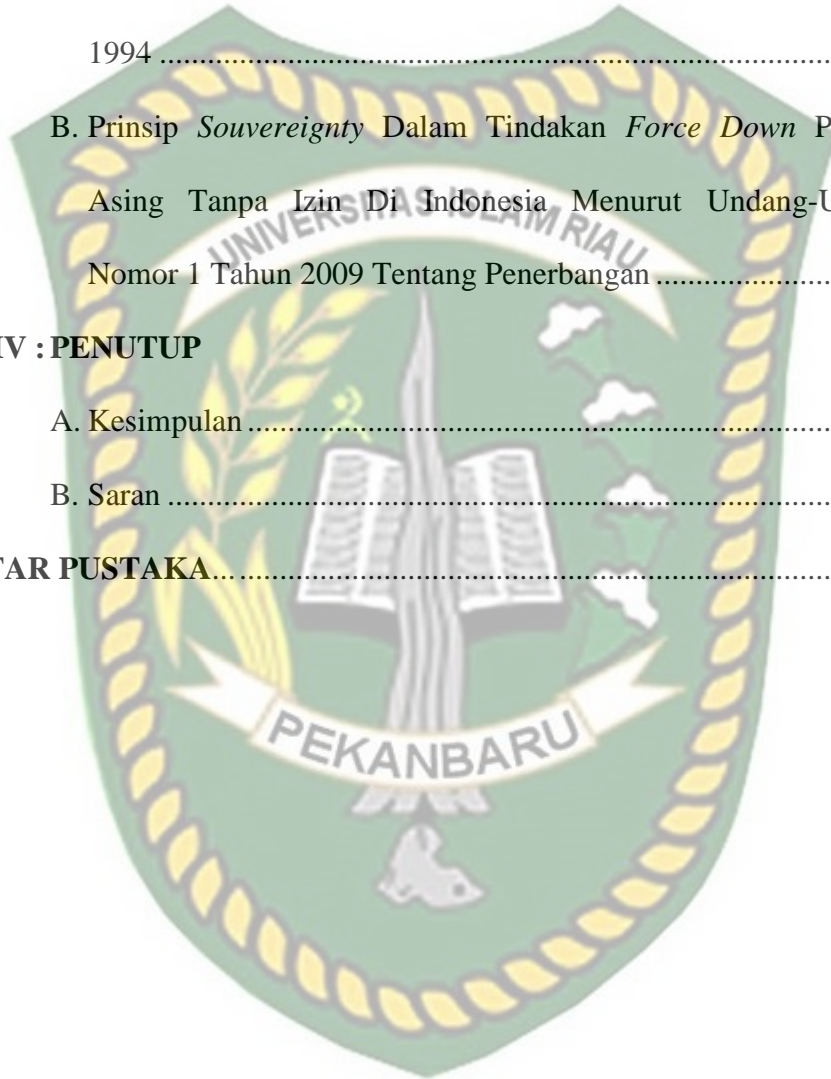 1994 ........................................................................
B. Prinsip Souvereignty Dalam Tindakan Force Down P
Asing Tanpa Izin Di Indonesia Menurut Undang-U
Nomor 1 Tahun 2009 Tentang Penerbangan ....................
IV : PENUTUP
A. Kesimpulan ..............................................................
B. Saran ........................................................................
TAR PUSTAKA................................................................
UNIVERSITAS ISLAM RIAU
PEKANBARU